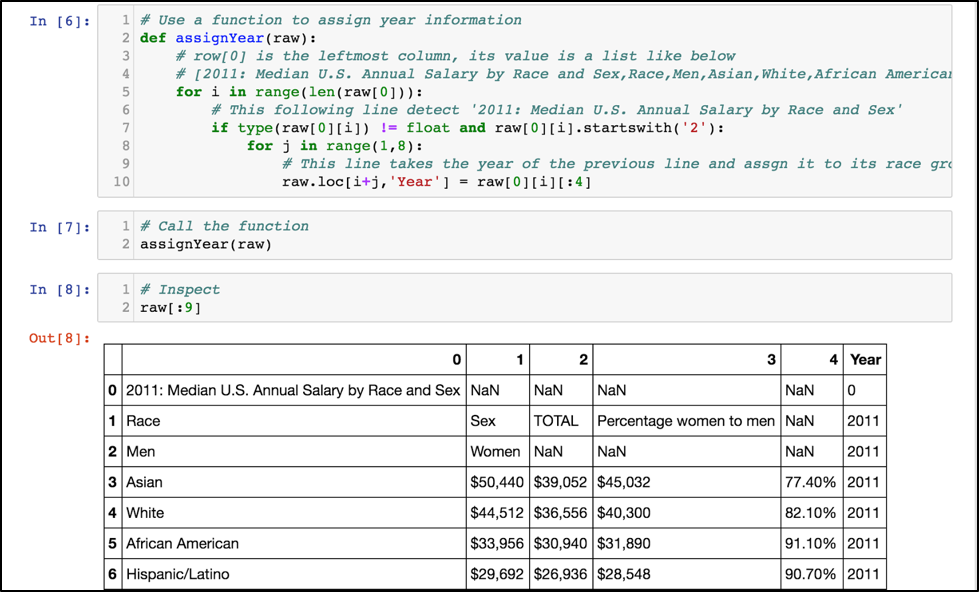 In [6]:
1 # Use a function to assign year information
2 def assignYear(raw):
3 # row[0] is the leftmost column, its value is a list like below
4 # [2011: Median U.S. Annual Salary by Race and Sex,Race,Men,Asian,White,African American
5 for i in range(len(raw[0])):
6 # This following line detect '2011: Median U.S. Annual Salary by Race and Sex'
7 if type(raw[0][i]) != float and raw[0][i].startswith('2'):
8 for j in range(1,8):
9 # This line takes the year of the previous line and assgn it to its race
10 raw.loc[i+j,'Year'] = raw[0][i][:4]
In [7]:
1 # Call the function
2 assignYear(raw)
In [8]:
1 # Inspect
2 raw[:9]
Out[8]:
0 1 2 3 4 Year
0 2011: Median U.S. Annual Salary by Race and Sex NaN NaN NaN NaN 0
1 Race Sex TOTAL Percentage women to men NaN 2011
2 Men Women NaN NaN NaN 2011
3 Asian $50,440 $39,052 $45,032 77.40% 2011
4 White $44,512 $36,556 $40,300 82.10% 2011
5 African American $33,956 $30,940 $31,890 91.10% 2011
6 Hispanic/Latino $29,692 $26,936 $28,548 90.70% 2011